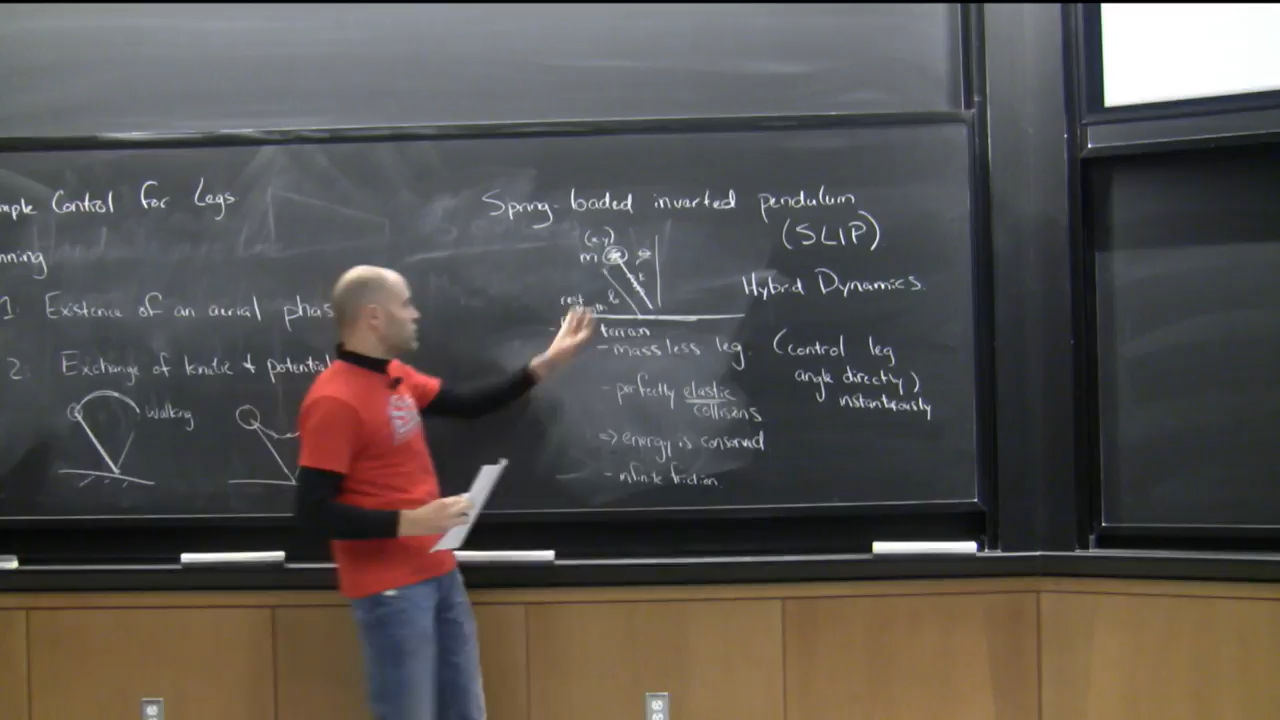 mple Control for Legs
nning
1. Existence of an aerial phas
2. Exchange of kinetic + potential
Walking
Spring-loaded inverted pendulum
(SLIP)
(x,y)
m
θ
k
l₀
rest
terrain
Hybrid Dynamics.
- massless leg. (control leg
angle directly)
instantaneously
- perfectly elastic
collisions
=> energy is conserved
- infinite friction.